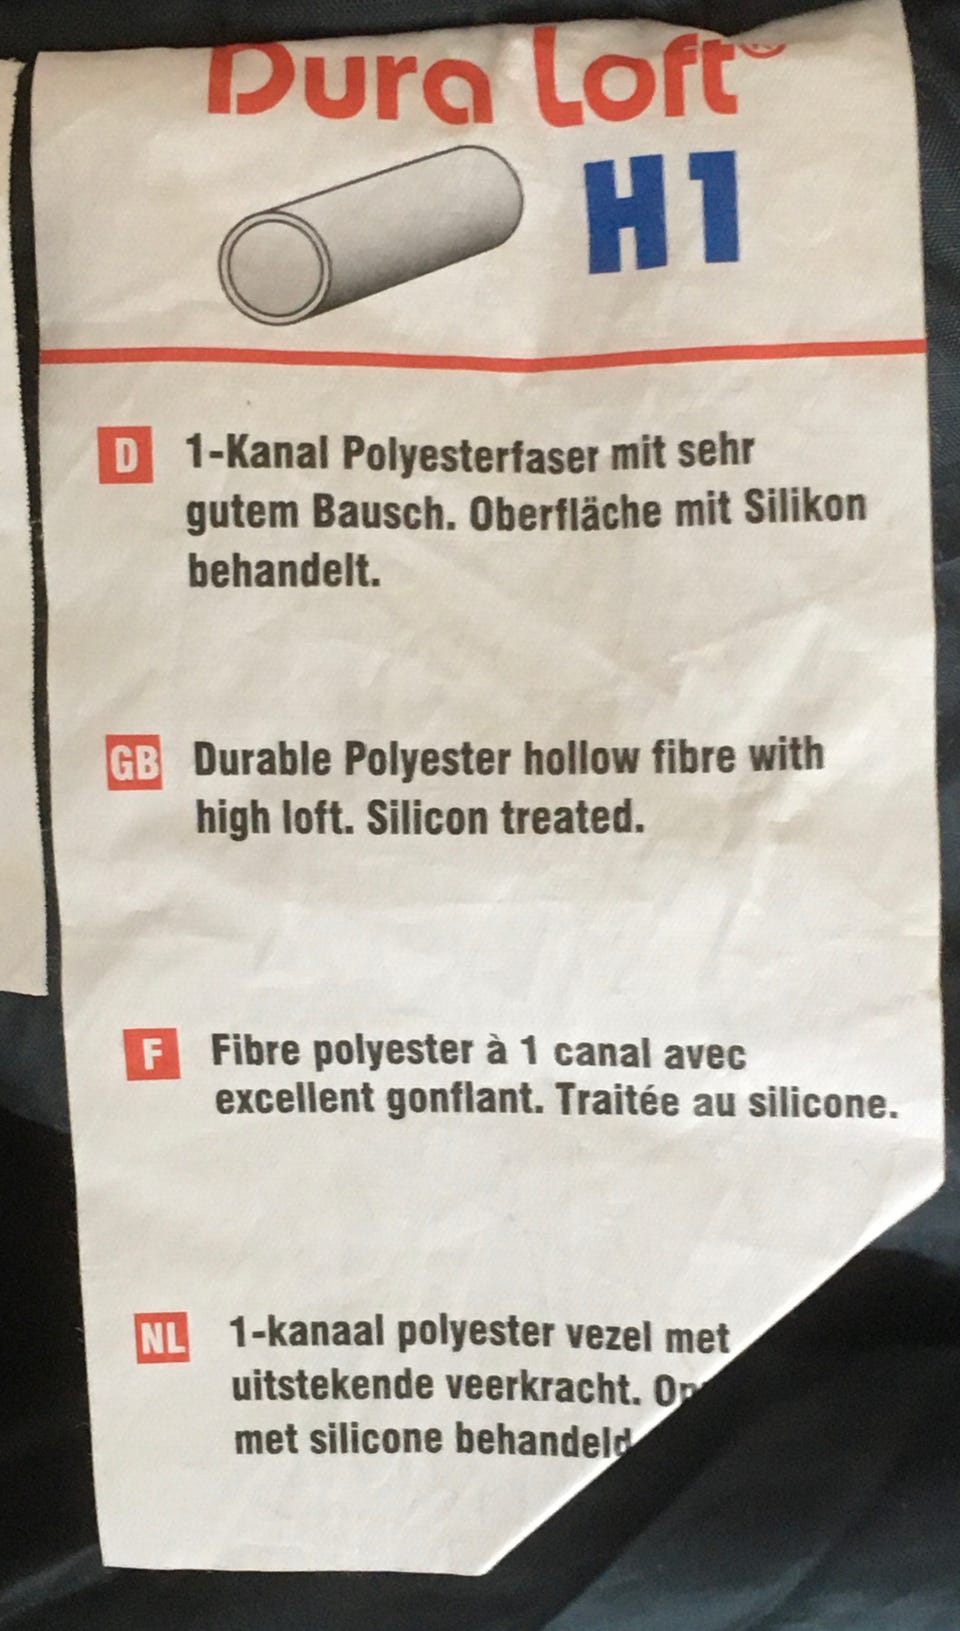 Dura Loft®
H1
D 1-Kanal Polyesterfaser mit sehr
gutem Bausch. Oberfläche mit Silikon
behandelt.
GB Durable Polyester hollow fibre with
high loft. Silicon treated.
F Fibre polyester à 1 canal avec
excellent gonflant. Traitée au silicone.
NL 1-kanaal polyester vezel met
uitstekende veerkracht.
met silicone behandeld